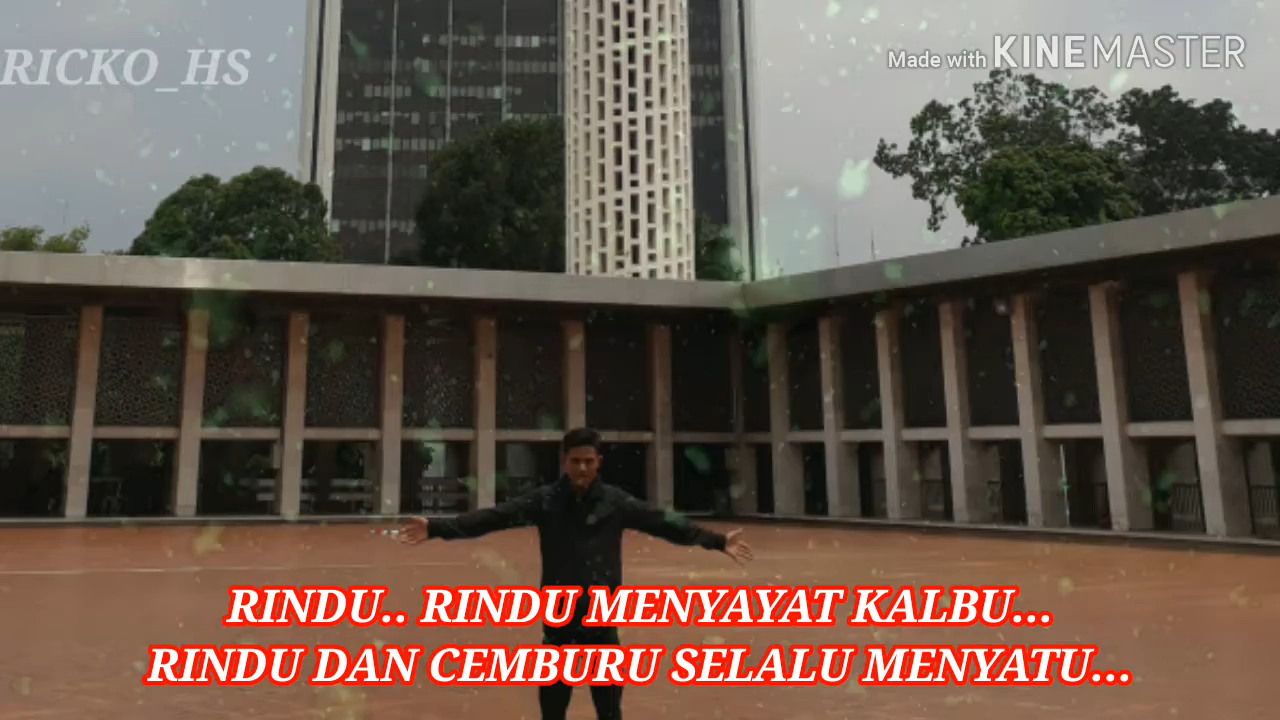 RICKO_HS
Made with KINEMASTER
RINDU.. RINDU MENYAYAT KALBU...
RINDU DAN CEMBURU SELALU MENYATU...